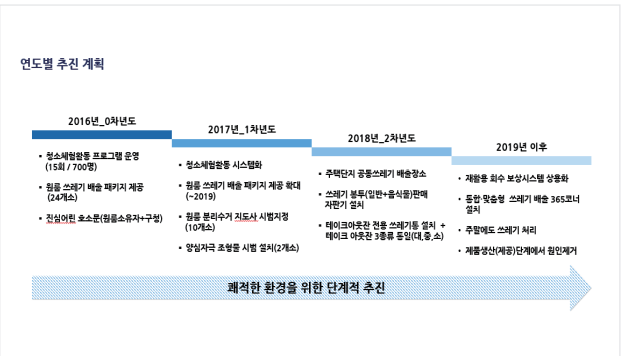 연도별 추진 계획
2016년_0차년도
▪ 청소체험활동 프로그램 운영
(15회 / 700명)
▪ 원룸 쓰레기 배출 패키지 제공
(24개소)
▪ 진심어린 호소문(원룸소유자+구청)
2017년_1차년도
▪ 청소체험활동 시스템화
▪ 원룸 쓰레기 배출 패키지 제공 확대
(~2019)
▪ 원룸 분리수거 지도사 시범지정
(10개소)
▪ 양심자극 조형물 시범 설치(2개소)
2018년_2차년도
• 주택단지 공동쓰레기 배출장소
• 쓰레기 봉투(일반+음식물)판매
자판기 설치
• 테이크아웃잔 전용 쓰레기통 설치 +
테이크 아웃잔 3종류 통일(대,중,소)
2019년 이후
• 재활용 회수 보상시스템 상용화
• 통합·맞춤형 쓰레기 배출 365코너
설치
• 주말에도 쓰레기 처리
• 제품생산(제공)단계에서 원인제거
쾌적한 환경을 위한 단계적 추진